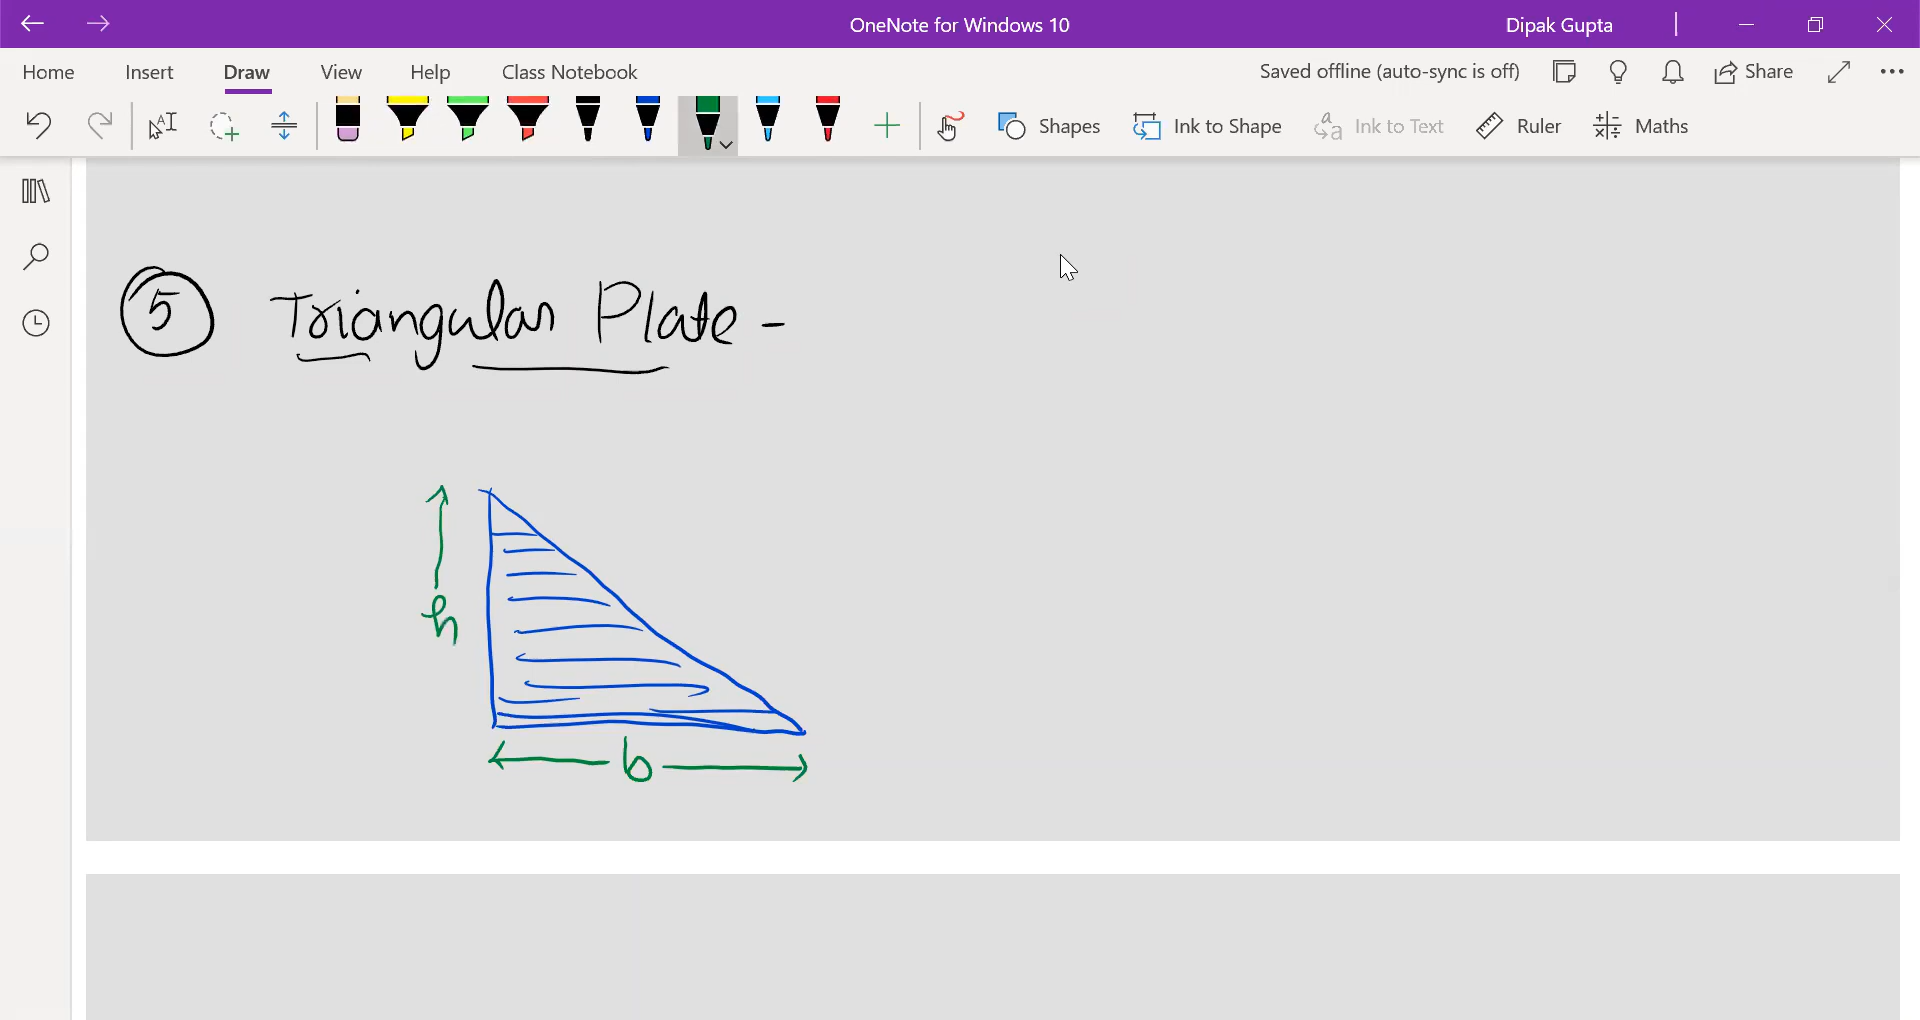 OneNote for Windows 10
Dipak Gupta
Home Insert Draw View Help Class Notebook
Saved offline (auto-sync is off) Share
Shapes Ink to Shape Ink to Text Ruler Maths
5 Triangular Plate -
h
b